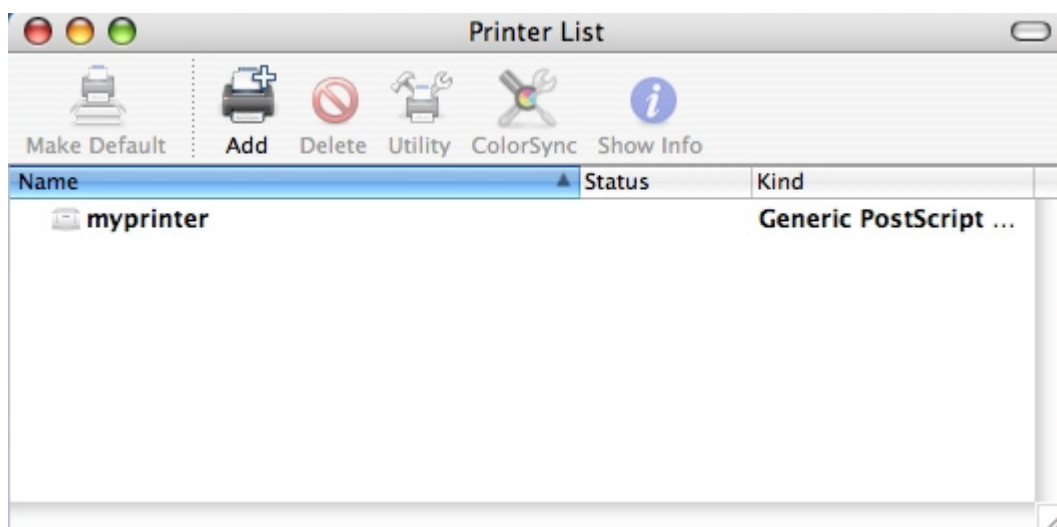 Printer List
Make Default Add Delete Utility ColorSync Show Info
Name Status Kind
myprinter Generic PostScript ...